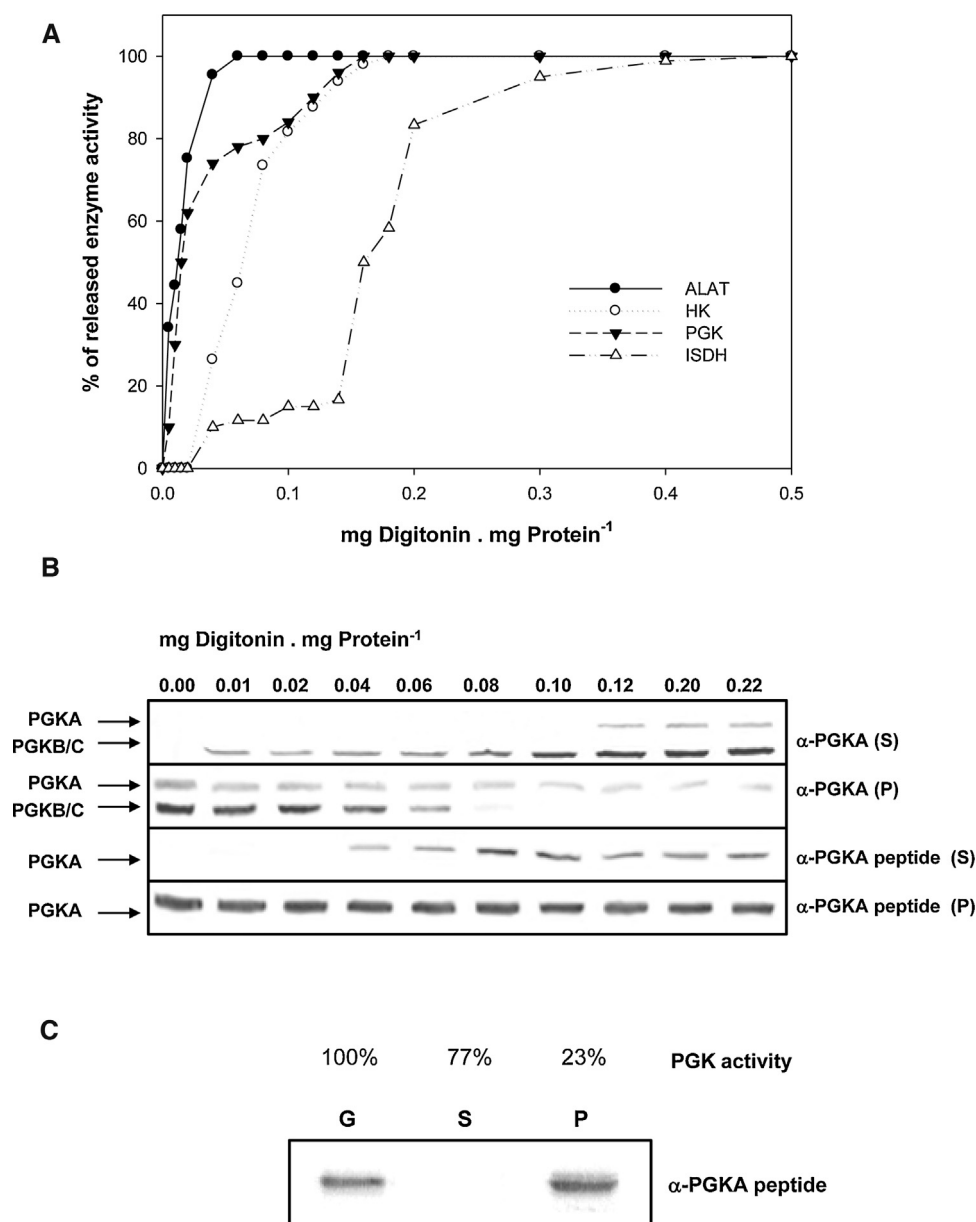 A
% of released enzyme activity
100
80
60
40
20
0
0.0 0.1 0.2 0.3 0.4 0.5
mg Digitonin . mg Protein⁻¹
ALAT
HK
PGK
ISDH
B
mg Digitonin . mg Protein⁻¹
0.00 0.01 0.02 0.04 0.06 0.08 0.10 0.12 0.20 0.22
PGKA
PGKB/C
α-PGKA (S)
PGKA
PGKB/C
α-PGKA (P)
PGKA
α-PGKA peptide (S)
PGKA
α-PGKA peptide (P)
C
100% 77% 23% PGK activity
G S P
α-PGKA peptide